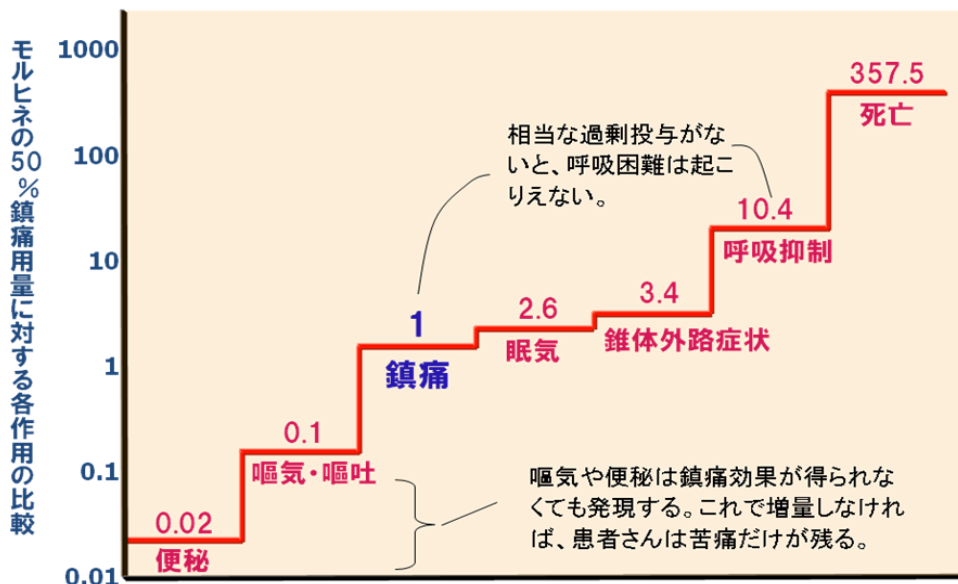 モルヒネの50%鎮痛用量に対する各作用の比較
1000
100
10
1
0.1
0.01
357.5
死亡
相当な過剰投与がな
いと、呼吸困難は起こ
りえない。
10.4
呼吸抑制
3.4
錐体外路症状
2.6
眠気
1
鎮痛
0.1
嘔気・嘔吐
0.02
便秘
嘔気や便秘は鎮痛効果が得られな
くても発現する。これで増量しなけれ
ば、患者さんは苦痛だけが残る。